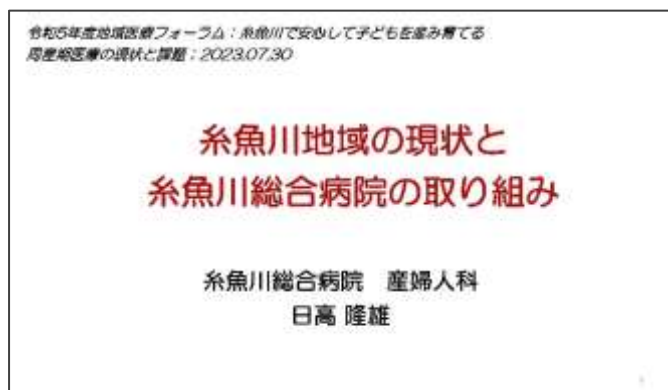 令和5年度地域医療フォーラム：糸魚川で安心して子どもを産み育てる
周産期医療の現状と課題；2023.07.30
糸魚川地域の現状と
糸魚川総合病院の取り組み
糸魚川総合病院　産婦人科
日高 隆雄